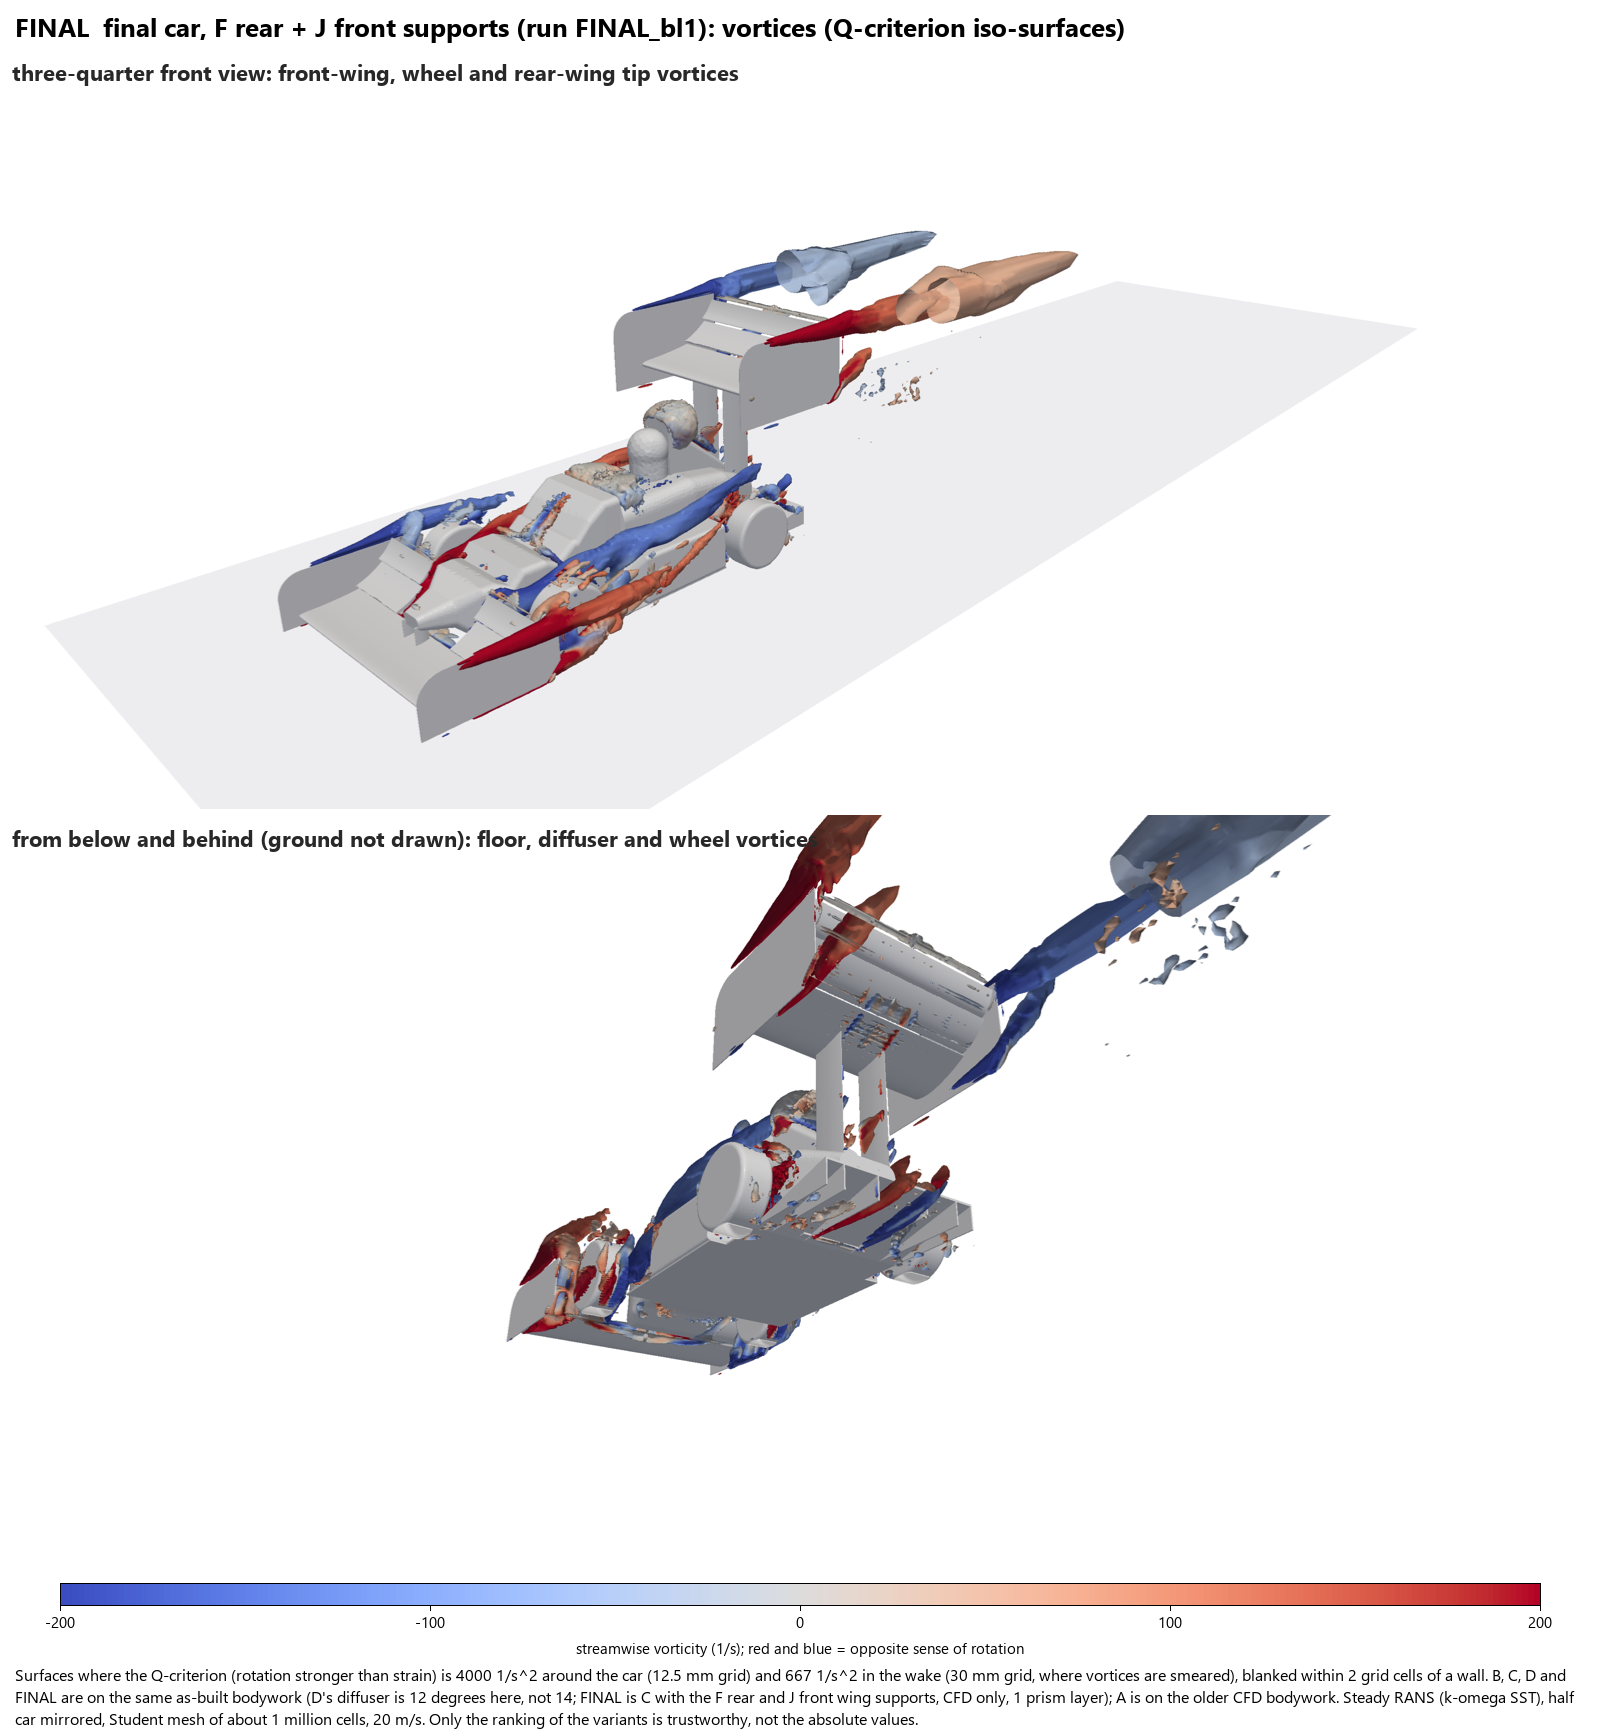 FINAL  final car, F rear + J front supports (run FINAL_bl1): vortices (Q-criterion iso-surfaces)
three-quarter front view: front-wing, wheel and rear-wing tip vortices
from below and behind (ground not drawn): floor, diffuser and wheel vortices
-200 -100 0 100 200
streamwise vorticity (1/s); red and blue = opposite sense of rotation
Surfaces where the Q-criterion (rotation stronger than strain) is 4000 1/s^2 around the car (12.5 mm grid) and 667 1/s^2 in the wake (30 mm grid, where vortices are smeared), blanked within 2 grid cells of a wall. B, C, D and
FINAL are on the same as-built bodywork (D's diffuser is 12 degrees here, not 14; FINAL is C with the F rear and J front wing supports, CFD only, 1 prism layer); A is on the older CFD bodywork. Steady RANS (k-omega SST), half
car mirrored, Student mesh of about 1 million cells, 20 m/s. Only the ranking of the variants is trustworthy, not the absolute values.